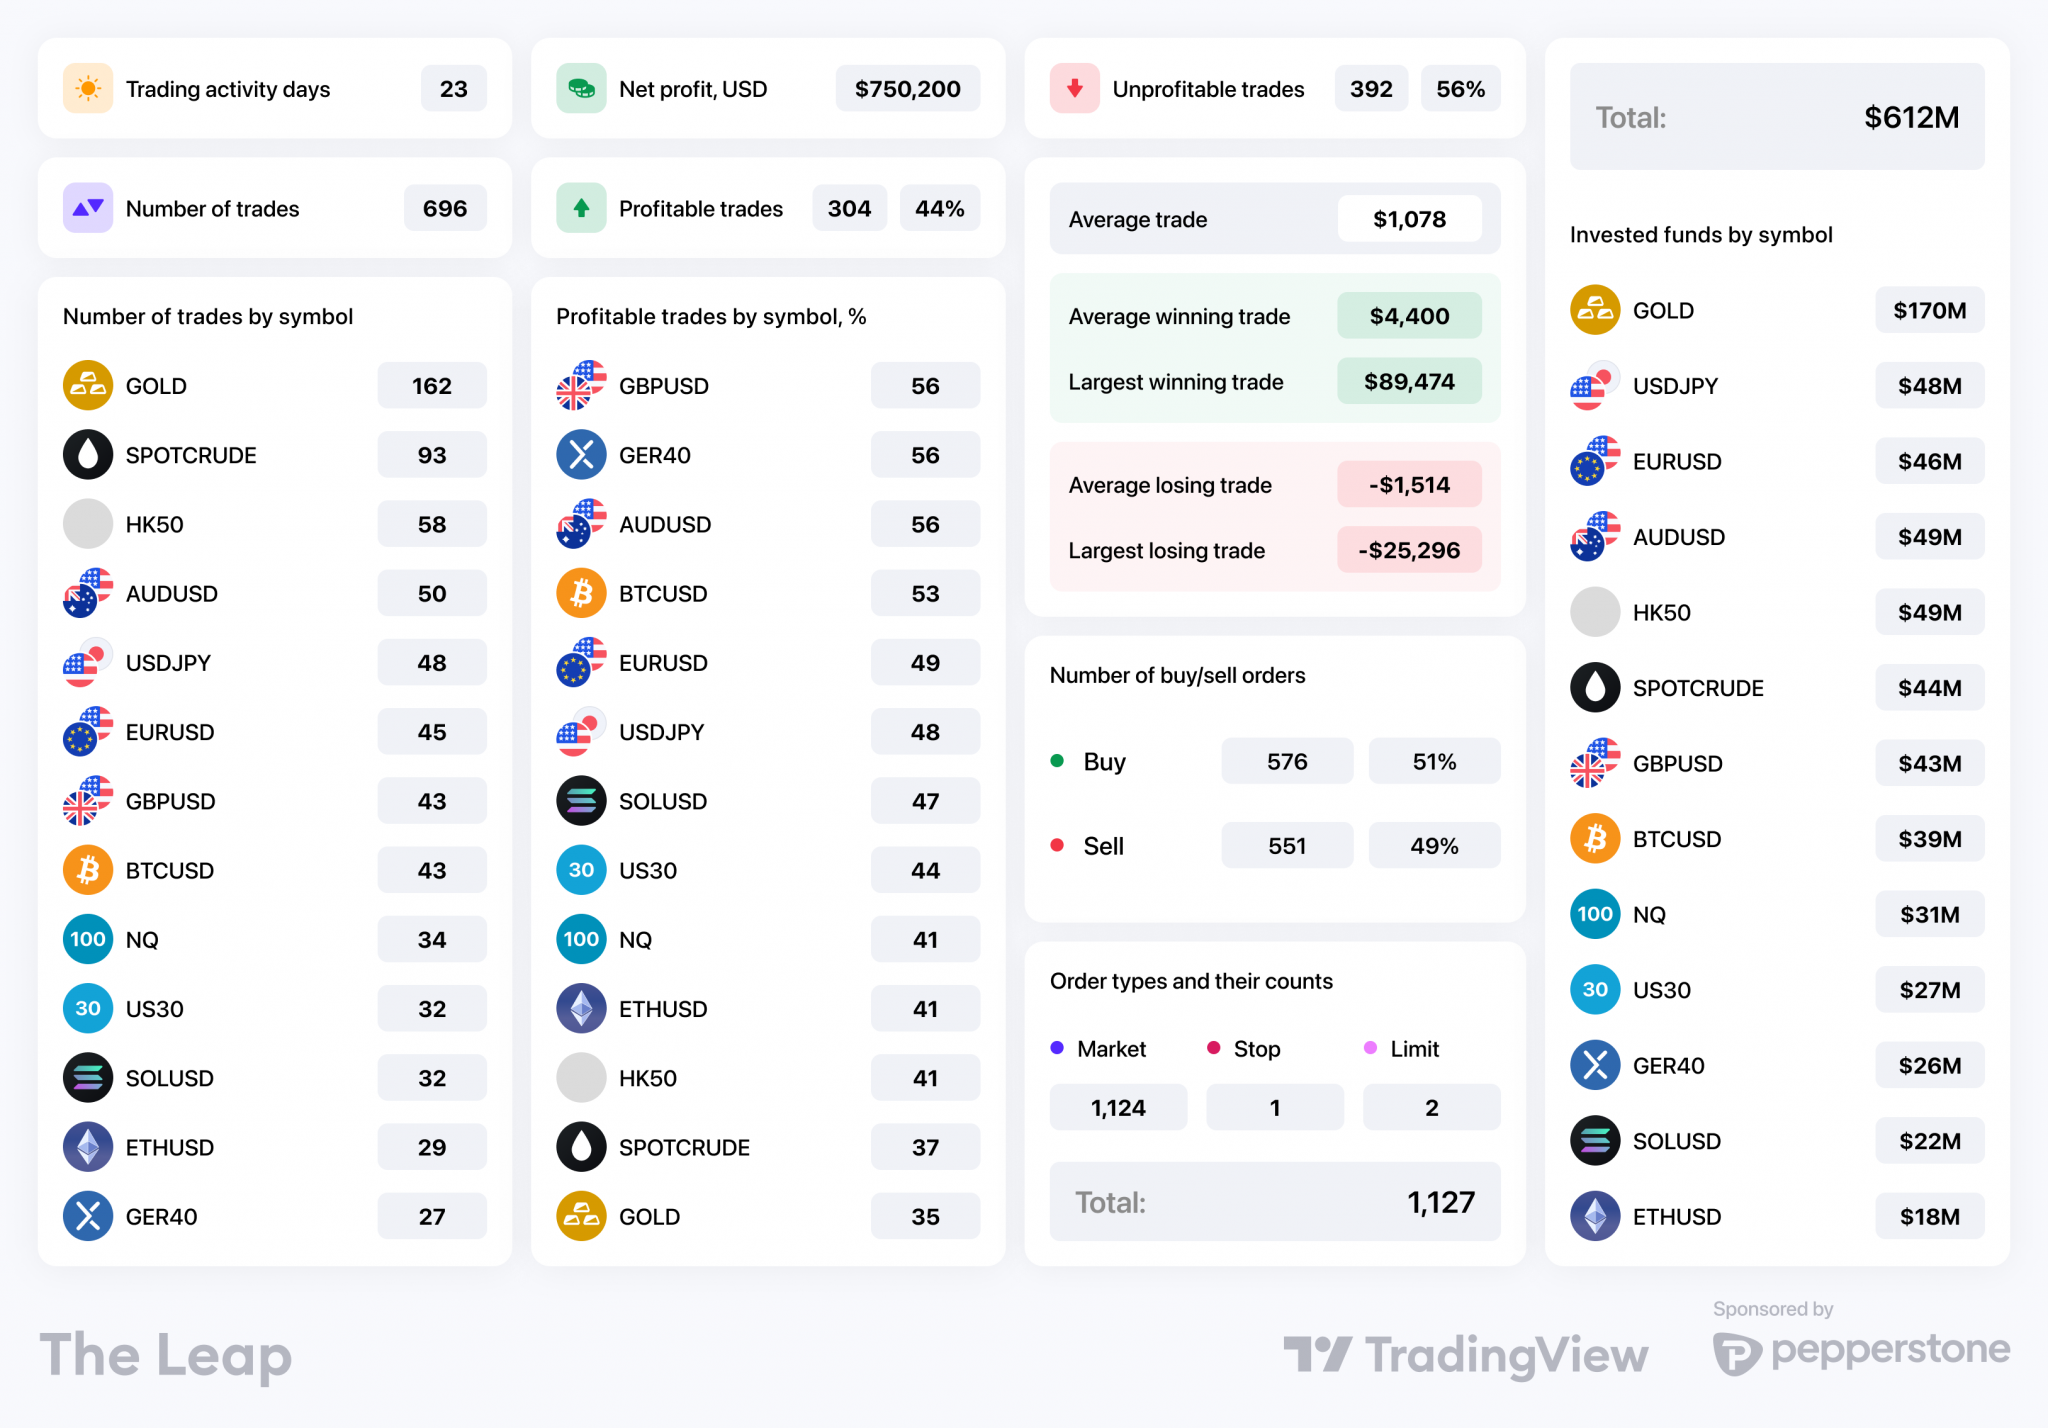 Trading activity days 23
Net profit, USD $750,200
Unprofitable trades 392 56%
Total: $612M
Number of trades 696
Profitable trades 304 44%
Number of trades by symbol
GOLD 162
SPOTCRUDE 93
HK50 58
AUDUSD 50
USDJPY 48
EURUSD 45
GBPUSD 43
BTCUSD 43
100 NQ 34
30 US30 32
SOLUSD 32
ETHUSD 29
GER40 27
Profitable trades by symbol, %
GBPUSD 56
GER40 56
AUDUSD 56
BTCUSD 53
EURUSD 49
USDJPY 48
SOLUSD 47
30 US30 44
100 NQ 41
ETHUSD 41
HK50 41
SPOTCRUDE 37
GOLD 35
Average trade $1,078
Average winning trade $4,400
Largest winning trade $89,474
Average losing trade -$1,514
Largest losing trade -$25,296
Number of buy/sell orders
Buy 576 51%
Sell 551 49%
Order types and their counts
Market Stop Limit
1,124 1 2
Total: 1,127
Invested funds by symbol
GOLD $170M
USDJPY $48M
EURUSD $46M
AUDUSD $49M
HK50 $49M
SPOTCRUDE $44M
GBPUSD $43M
BTCUSD $39M
100 NQ $31M
30 US30 $27M
GER40 $26M
SOLUSD $22M
ETHUSD $18M
The Leap
TradingView
Sponsored by
pepperstone